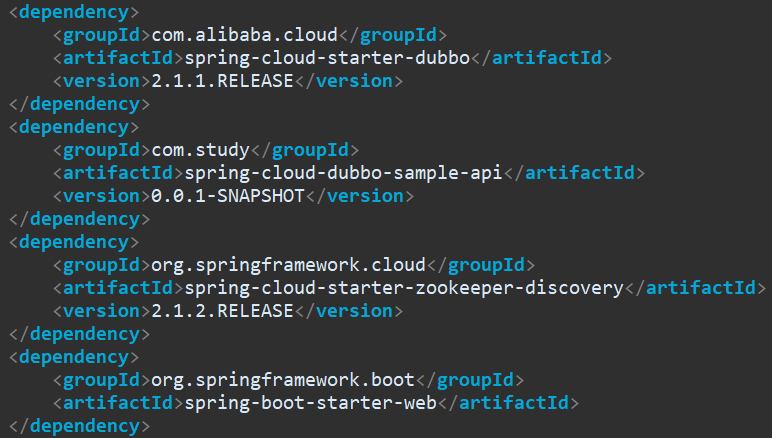 <dependency>
    <groupId>com.alibaba.cloud</groupId>
    <artifactId>spring-cloud-starter-dubbo</artifactId>
    <version>2.1.1.RELEASE</version>
</dependency>
<dependency>
    <groupId>com.study</groupId>
    <artifactId>spring-cloud-dubbo-sample-api</artifactId>
    <version>0.0.1-SNAPSHOT</version>
</dependency>
<dependency>
    <groupId>org.springframework.cloud</groupId>
    <artifactId>spring-cloud-starter-zookeeper-discovery</artifactId>
    <version>2.1.2.RELEASE</version>
</dependency>
<dependency>
    <groupId>org.springframework.boot</groupId>
    <artifactId>spring-boot-starter-web</artifactId>
</dependency>